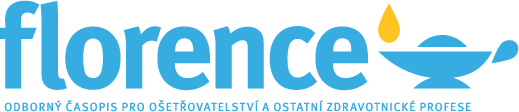 florence
ODBORNÝ ČASOPIS PRO OŠETŘOVATELSTVÍ A OSTATNÍ ZDRAVOTNICKÉ PROFESE